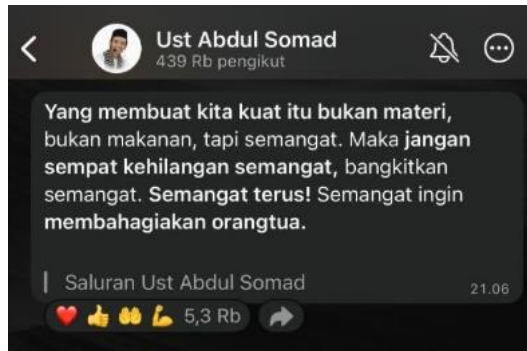 Ust Abdul Somad
439 Rb pengikut
Yang membuat kita kuat itu bukan materi,
bukan makanan, tapi semangat. Maka jangan
sempat kehilangan semangat, bangkitkan
semangat. Semangat terus! Semangat ingin
membahagiakan orangtua.
Saluran Ust Abdul Somad
21.06
5,3 Rb